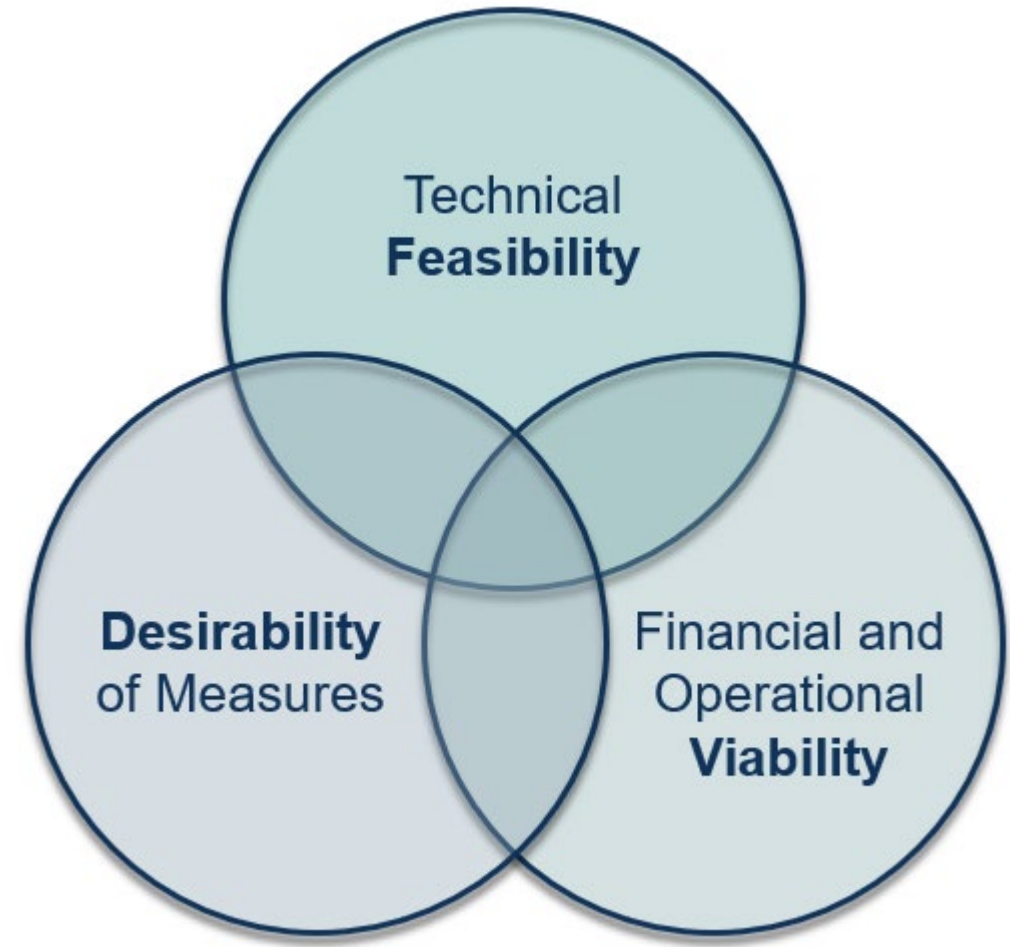 Technical
Feasibility
Desirability
of Measures
Financial and
Operational
Viability